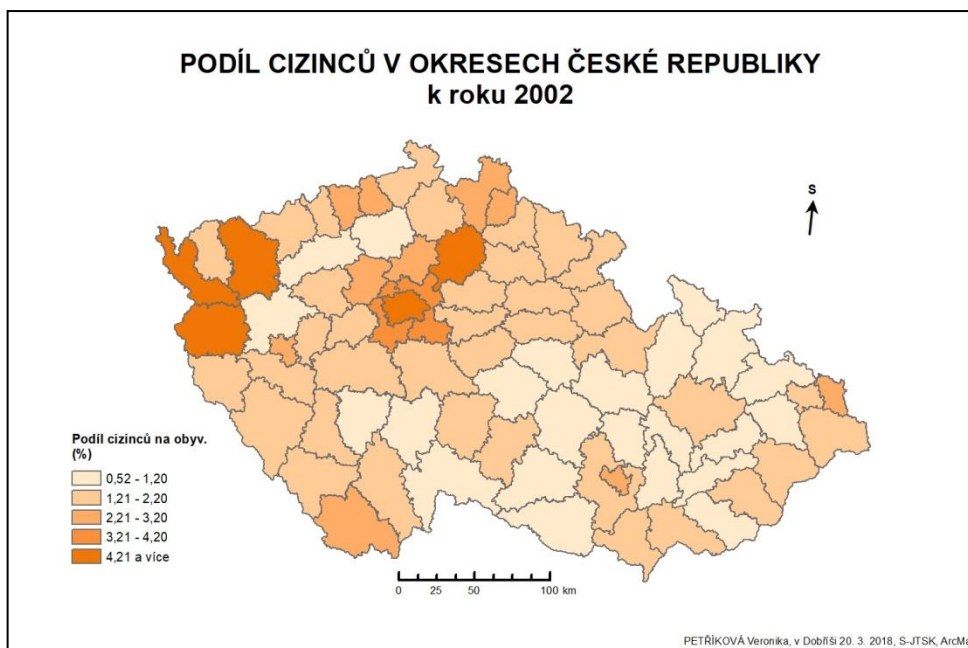 PODÍL CIZINCŮ V OKRESECH ČESKÉ REPUBLIKY
k roku 2002
S
Podíl cizinců na obyv.
(%)
0,52 - 1,20
1,21 - 2,20
2,21 - 3,20
3,21 - 4,20
4,21 a více
0 25 50 100 km
PETŘÍKOVÁ Veronika, v Dobříši 20. 3. 2018, S-JTSK, ArcMa